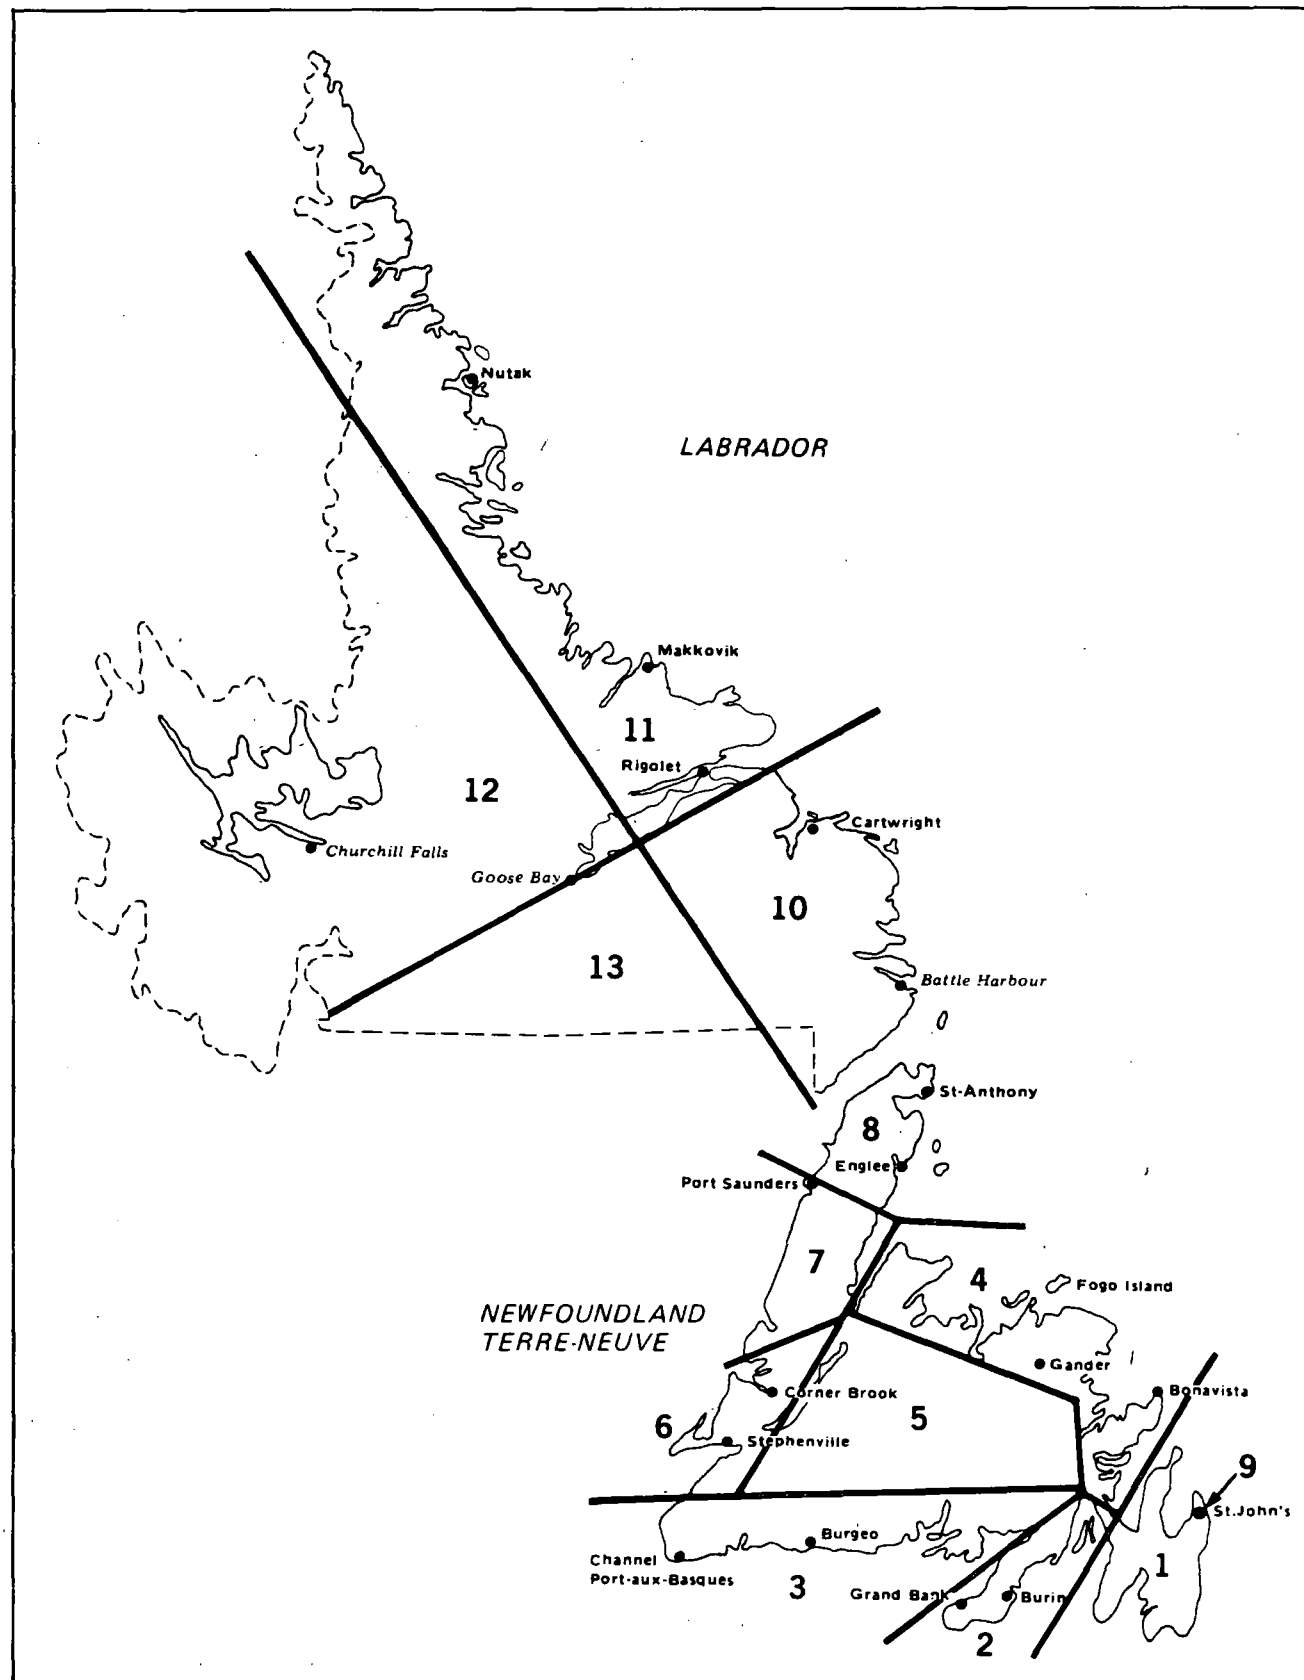 Nutak
LABRADOR
Makkovik
11
Rigolet
12
Cartwright
Churchill Falls
Goose Bay
10
13
Battle Harbour
St-Anthony
8
Englee
Port Saunders
7
4
Fogo Island
NEWFOUNDLAND
TERRE-NEUVE
Gander
Corner Brook
Bonavista
5
6
Stephenville
9
St.John's
Burgeo
Channel
Port-aux-Basques
1
3
Grand Bank
Burin
2